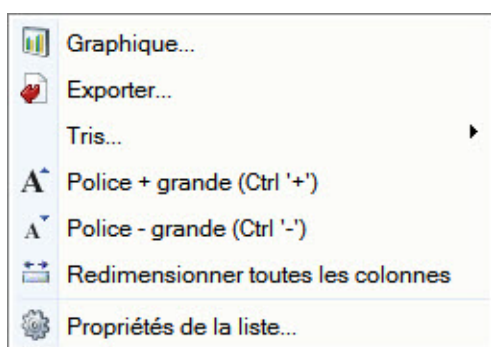 Graphique...
Exporter...
Tris...
Police + grande (Ctrl '+')
Police - grande (Ctrl '-')
Redimensionner toutes les colonnes
Propriétés de la liste...